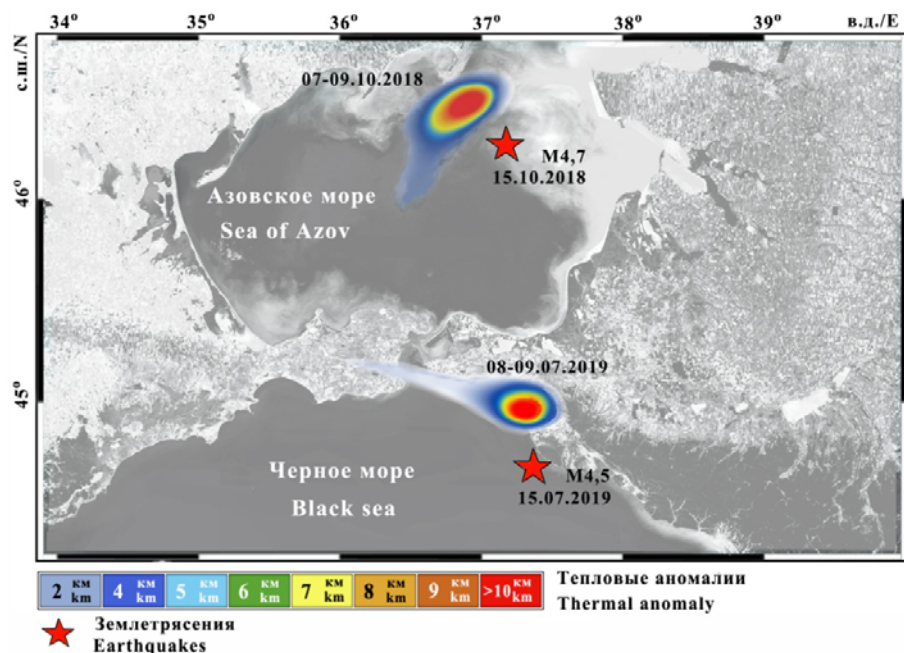 34° 35° 36° 37° 38° 39° в.д./E
с.ш./N
07-09.10.2018
М4,7
15.10.2018
46°
Азовское море
Sea of Azov
08-09.07.2019
45°
Черное море
Black sea
М4,5
15.07.2019
2 км km 4 км km 5 км km 6 км km 7 км km 8 км km 9 км km >10 км km
Тепловые аномалии
Thermal anomaly
Землетрясения
Earthquakes